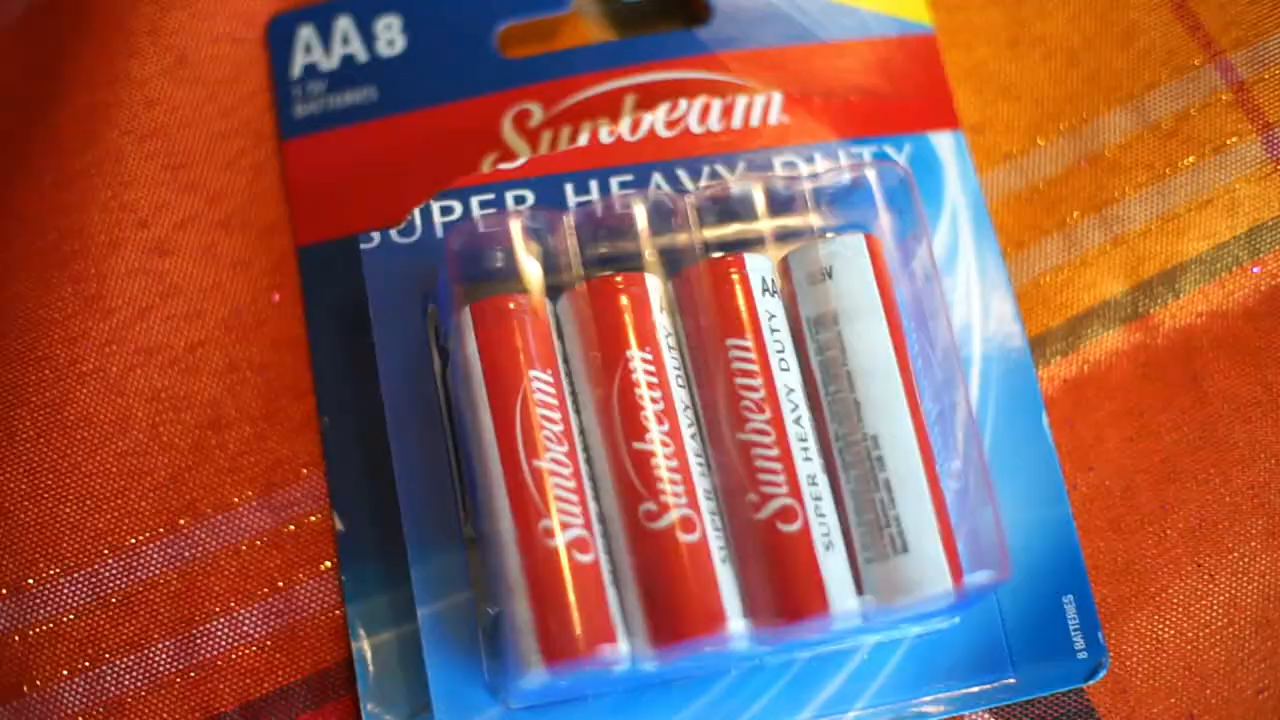 AA8
1.5V
BATTERIES
Sunbeam
SUPER HEAVY DUTY
Sunbeam
Sunbeam
SUPER HEAVY DUTY
Sunbeam
AA
SUPER HEAVY DUTY
8 BATTERIES